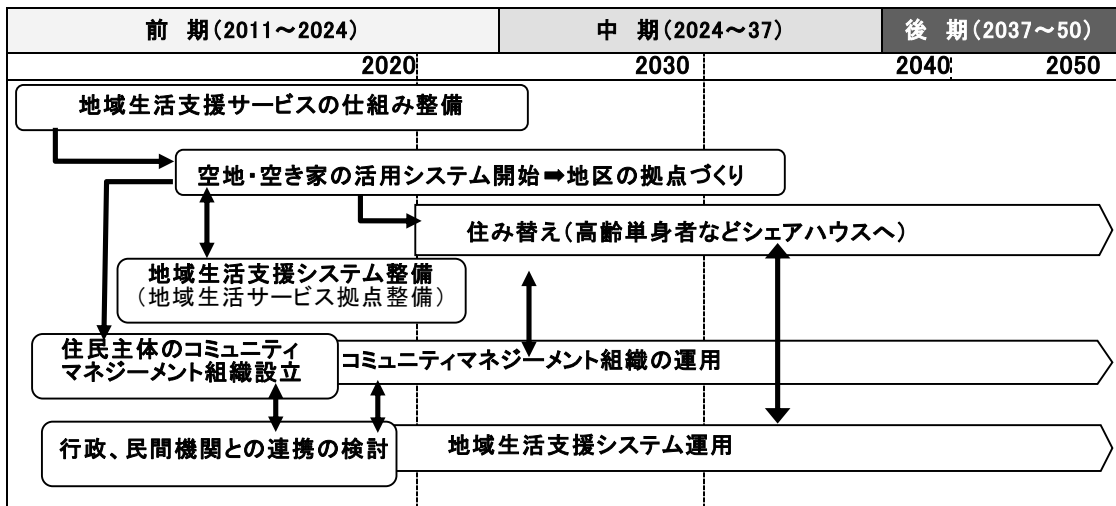 前 期(2011～2024)
中 期(2024～37)
後 期(2037～50)
2020
2030
2040
2050
地域生活支援サービスの仕組み整備
空地・空き家の活用システム開始➡地区の拠点づくり
住み替え(高齢単身者などシェアハウスへ)
地域生活支援システム整備
(地域生活サービス拠点整備)
住民主体のコミュニティ
マネジーメント組織設立
コミュニティマネジーメント組織の運用
行政、民間機関との連携の検討
地域生活支援システム運用